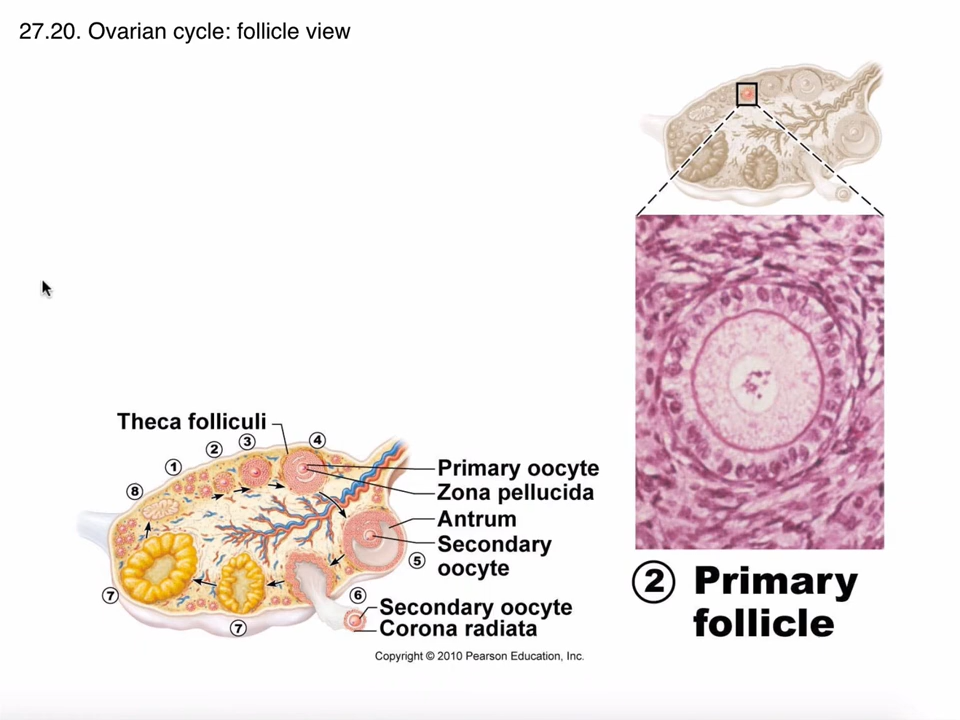 27.20. Ovarian cycle: follicle view
Theca folliculi
4
3
2
1
8
Primary oocyte
Zona pellucida
Antrum
Secondary
oocyte
5
7
6
Secondary oocyte
Corona radiata
7
Copyright © 2010 Pearson Education, Inc.
2 Primary
follicle